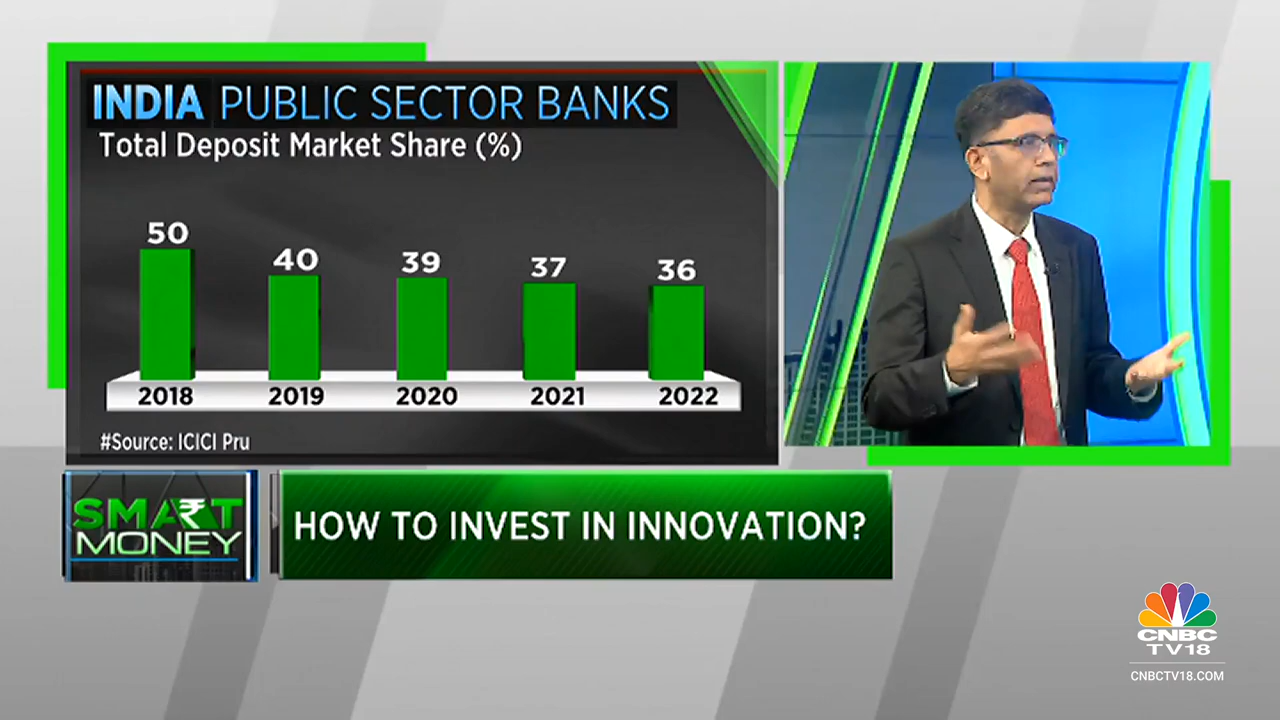 INDIA PUBLIC SECTOR BANKS
Total Deposit Market Share (%)
50
40
39
37
36
2018
2019
2020
2021
2022
#Source: ICICI Pru
SMA₹T
MONEY
HOW TO INVEST IN INNOVATION?
CNBC
TV18
CNBCTV18.COM